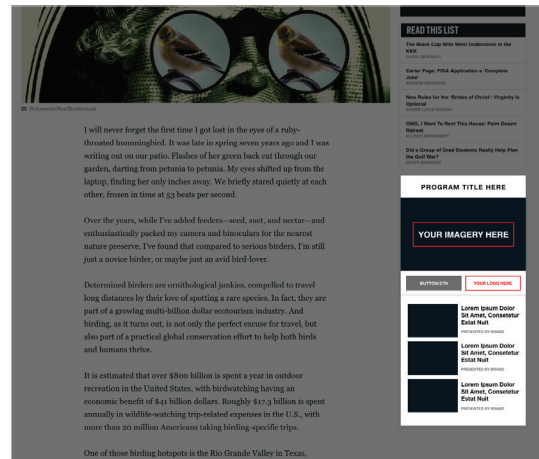 Picturehall/Rex/Shutterstock
I will never forget the first time I got lost in the eyes of a ruby-
throated hummingbird. It was late in spring seven years ago and I was
writing out on our patio. Flashes of her green back cut through our
garden, darting from petunia to petunia. My eyes shifted up from the
laptop, finding her only inches away. We briefly stared quietly at each
other, frozen in time at 53 beats per second.
Over the years, while I've added feeders—seed, suet, and nectar—and
enthusiastically packed my camera and binoculars for the nearest
nature preserve, I've found that compared to serious birders, I'm still
just a novice birder, or maybe just an avid bird-lover.
Determined birders are ornithological junkies, compelled to travel
long distances by their love of spotting a rare species. In fact, they are
part of a growing multi-billion dollar ecotourism industry. And
birding, as it turns out, is not only the perfect excuse for travel, but
also part of a practical global conservation effort to help both birds
and humans thrive.
It is estimated that over $800 billion is spent a year in outdoor
recreation in the United States, with birdwatching having an
economic benefit of $41 billion dollars. Roughly $17.3 billion is spent
annually in wildlife-watching trip-related expenses in the U.S., with
more than 20 million Americans taking birding-specific trips.
One of those birding hotspots is the Rio Grande Valley in Texas,
READ THIS LIST
The Black Cop Who Went Undercover in the
KKK
Carter Page: FISA Application a 'Complete
Joke'
New Rules for the 'Brides of Christ': Virginity Is
Optional
OMG, I Want To Rent This House: Palm Desert
Retreat
Did a Group of Grad Students Really Help Plan
the Gulf War?
PROGRAM TITLE HERE
YOUR IMAGERY HERE
BUTTON/CTA
YOUR LOGO HERE
Lorem Ipsum Dolor
Sit Amet, Consetetur
Estat Nuit
PRESENTED BY BRAND
Lorem Ipsum Dolor
Sit Amet, Consetetur
Estat Nuit
PRESENTED BY BRAND
Lorem Ipsum Dolor
Sit Amet, Consetetur
Estat Nuit
PRESENTED BY BRAND